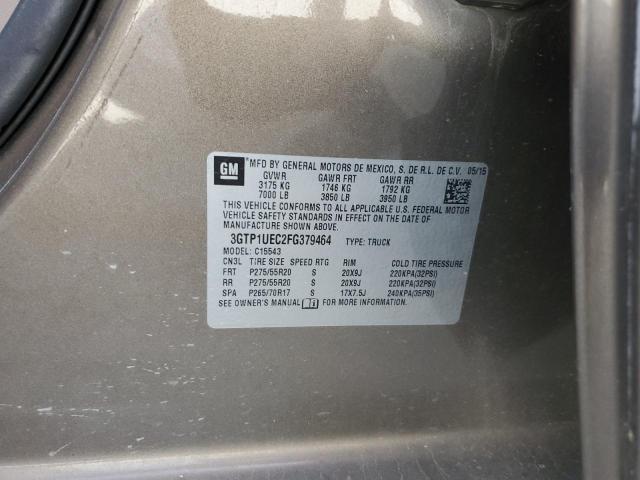 GM
MFD BY GENERAL MOTORS DE MEXICO, S. DE R.L. DE C.V. 05/15
GVWR GAWR FRT GAWR RR
3175 KG 1746 KG 1792 KG
7000 LB 3850 LB 3950 LB
THIS VEHICLE CONFORMS TO ALL APPLICABLE U.S. FEDERAL MOTOR
VEHICLE SAFETY STANDARDS IN EFFECT ON THE DATE OF
MANUFACTURE SHOWN ABOVE.
3GTP1UEC2FG379464 TYPE: TRUCK
MODEL: C15543
CN3L TIRE SIZE SPEED RTG RIM COLD TIRE PRESSURE
FRT P275/55R20 S 20X9J 220KPA(32PSI)
RR P275/55R20 S 20X9J 220KPA(32PSI)
SPA P265/70R17 S 17X7.5J 240KPA(35PSI)
SEE OWNER'S MANUAL FOR MORE INFORMATION.